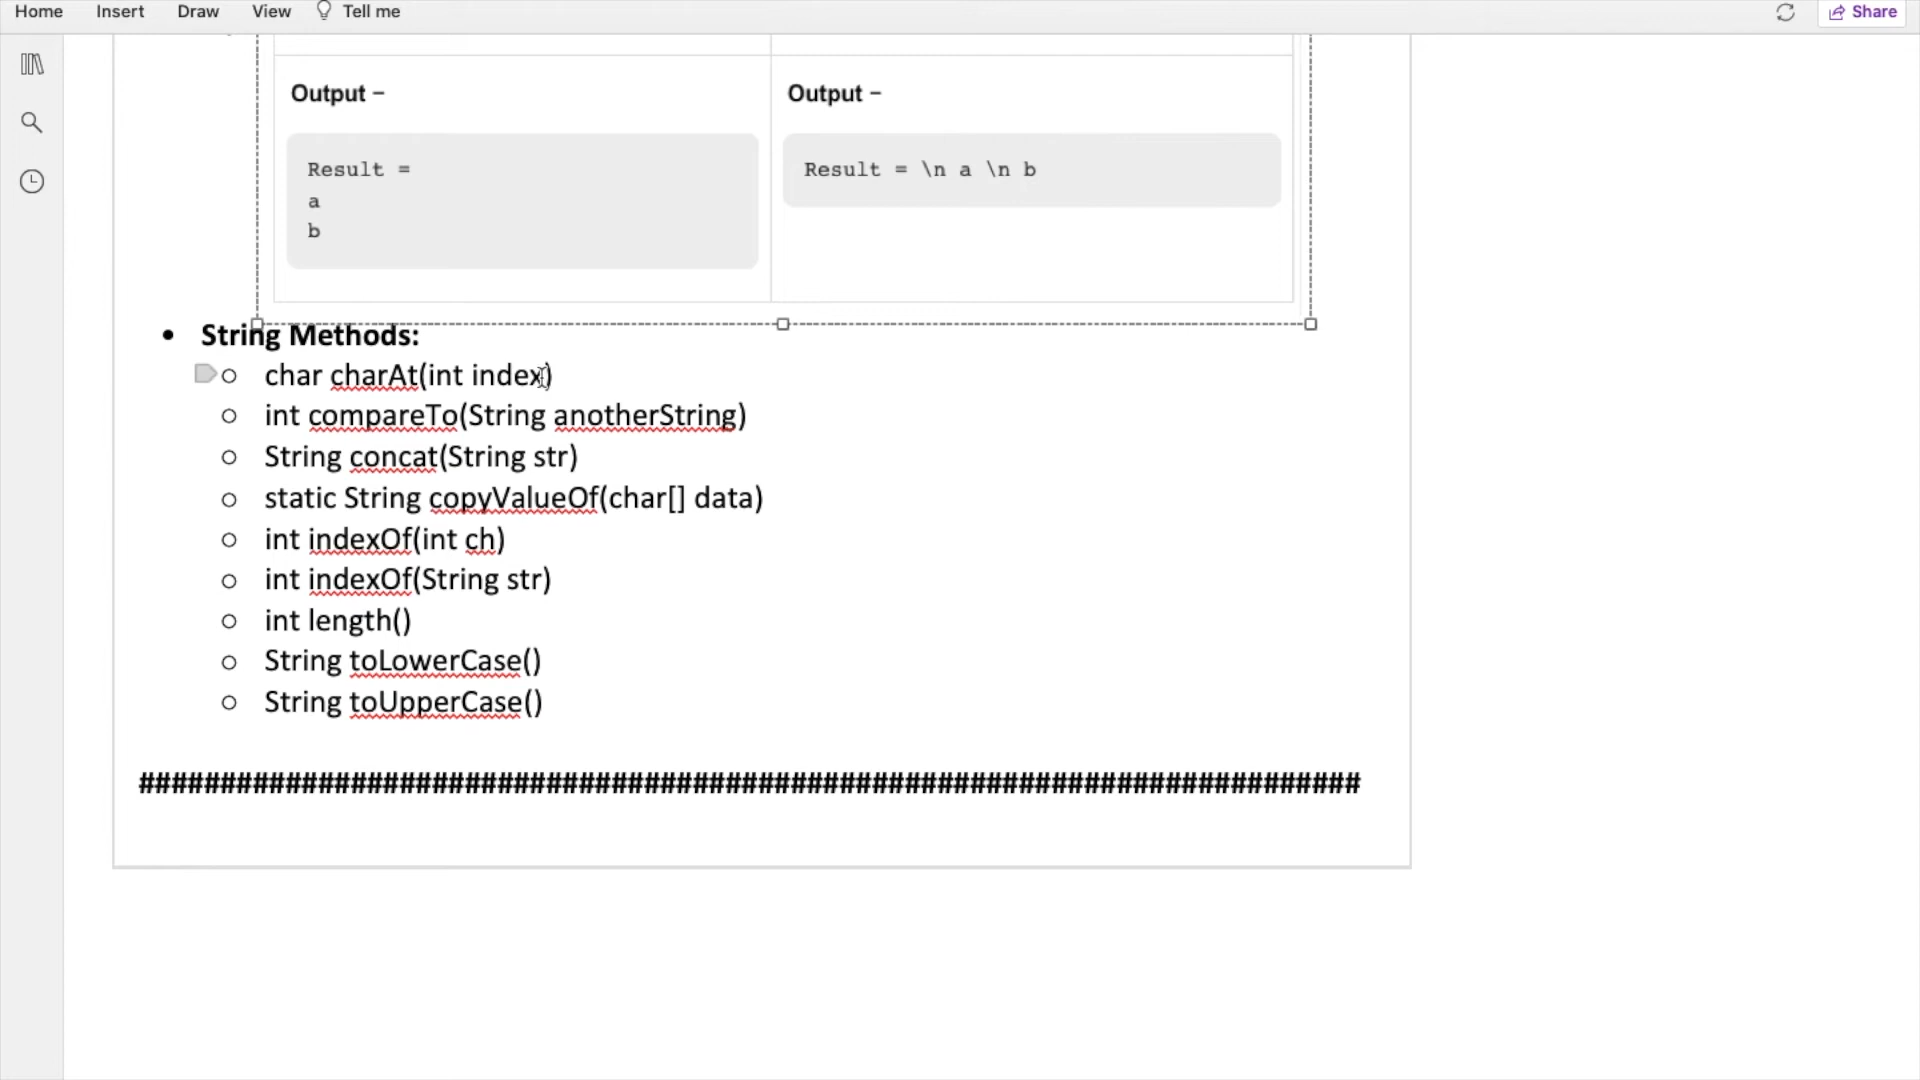 Home Insert Draw View Tell me Share
Output – Output –
Result = Result = \n a \n b
a
b
• String Methods:
○ char charAt(int index)
○ int compareTo(String anotherString)
○ String concat(String str)
○ static String copyValueOf(char[] data)
○ int indexOf(int ch)
○ int indexOf(String str)
○ int length()
○ String toLowerCase()
○ String toUpperCase()
###########################################################################